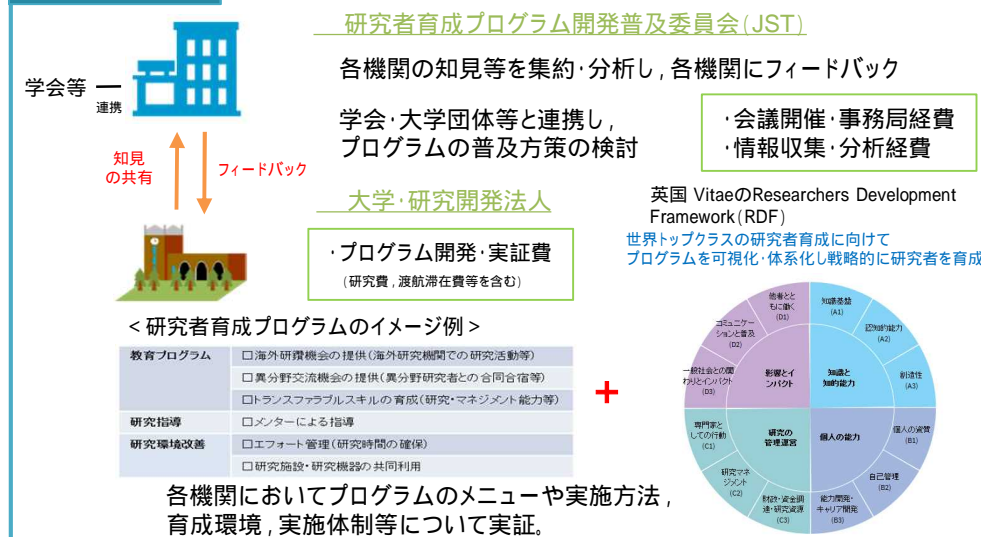 研究者育成プログラム開発普及委員会(JST)
各機関の知見等を集約・分析し,各機関にフィードバック
学会等
連携
学会・大学団体等と連携し,
プログラムの普及方策の検討
・会議開催・事務局経費
・情報収集・分析経費
知見
の共有
フィードバック
大学・研究開発法人
・プログラム開発・実証費
(研究費,渡航滞在費等を含む)
英国 VitaeのResearchers Development
Framework(RDF)
世界トップクラスの研究者育成に向けて
プログラムを可視化・体系化し戦略的に研究者を育成
<研究者育成プログラムのイメージ例>
教育プログラム
□海外研鑽機会の提供(海外研究機関での研究活動等)
□異分野交流機会の提供(異分野研究者との合同合宿等)
□トランスファラブルスキルの育成(研究・マネジメント能力等)
研究指導
□メンターによる指導
研究環境改善
□エフォート管理(研究時間の確保)
□研究施設・研究機器の共同利用
+
知識基盤
(A1)
認知的能力
(A2)
創造性
(A3)
知識と
知的能力
個人の資質
(B1)
自己管理
(B2)
能力開発・
キャリア開発
(B3)
個人の能力
財政・資金調
達・研究資源
(C3)
研究マネ
ジメント
(C2)
専門家と
しての行動
(C1)
研究の
管理運営
一般社会との関
わりとインパクト
(D3)
コミュニケー
ションと普及
(D2)
他者とと
もに働く
(D1)
影響とイ
ンパクト
各機関においてプログラムのメニューや実施方法,
育成環境,実施体制等について実証。